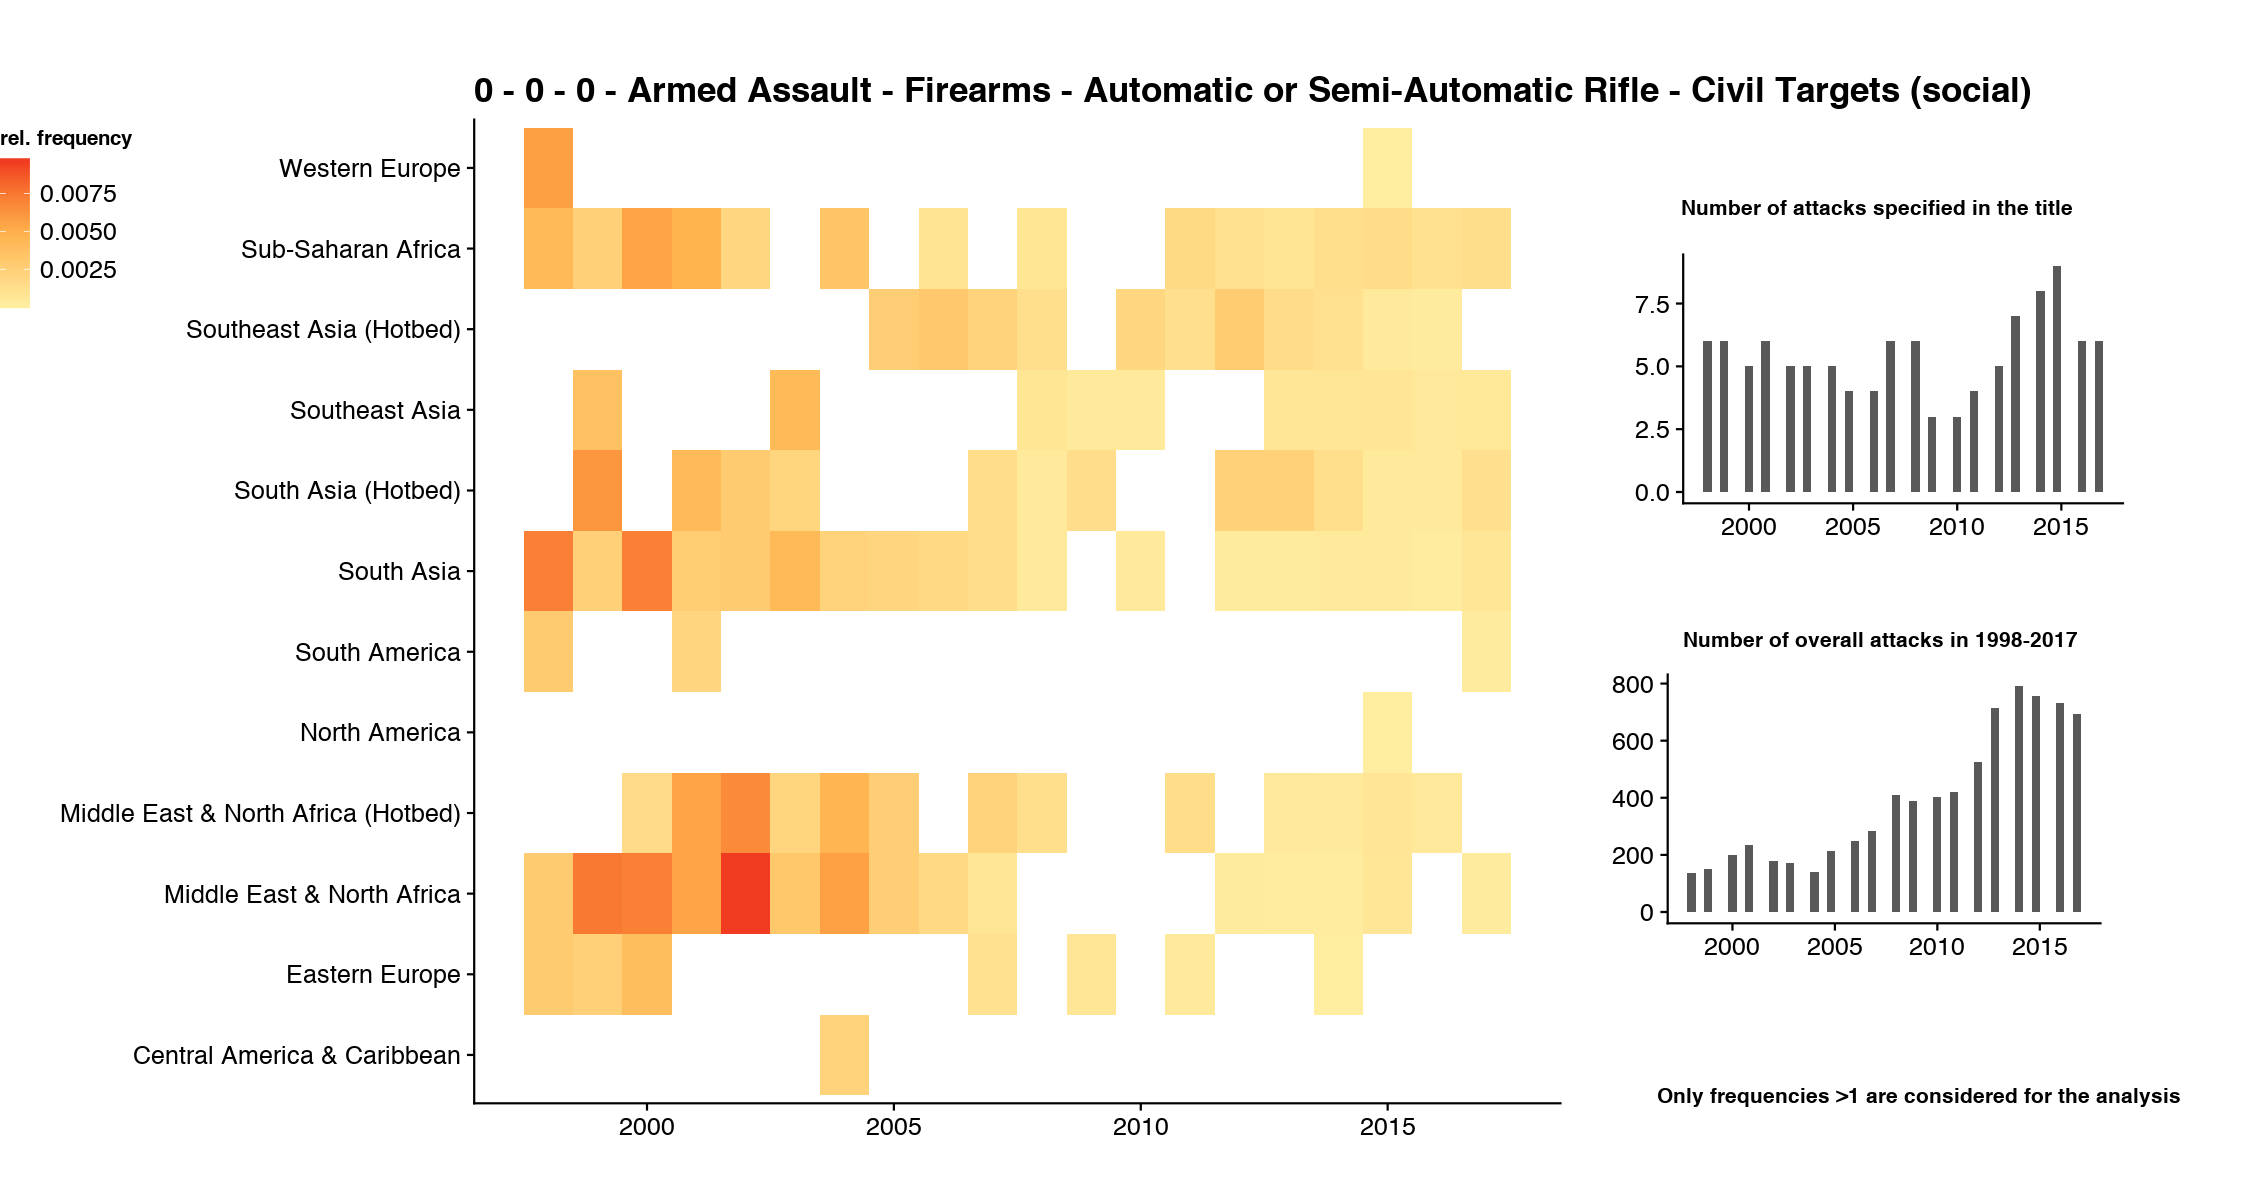 0 - 0 - 0 - Armed Assault - Firearms - Automatic or Semi-Automatic Rifle - Civil Targets (social)
rel. frequency
0.0075
0.0050
0.0025
Western Europe
Sub-Saharan Africa
Southeast Asia (Hotbed)
Southeast Asia
South Asia (Hotbed)
South Asia
South America
North America
Middle East & North Africa (Hotbed)
Middle East & North Africa
Eastern Europe
Central America & Caribbean
2000 2005 2010 2015
Number of attacks specified in the title
7.5
5.0
2.5
0.0
2000 2005 2010 2015
Number of overall attacks in 1998-2017
800
600
400
200
0
2000 2005 2010 2015
Only frequencies >1 are considered for the analysis